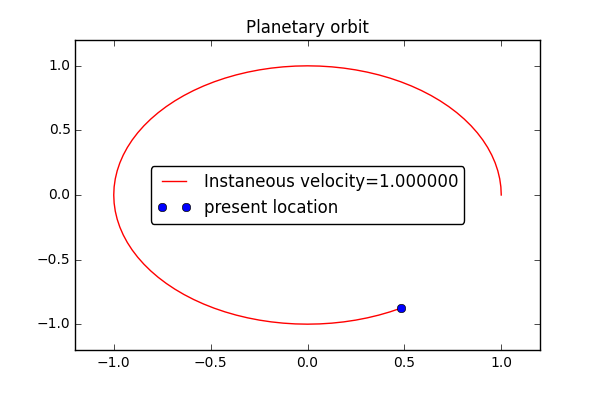 Planetary orbit
1.0
0.5
0.0
−0.5
−1.0
Instaneous velocity=1.000000
present location
−1.0 −0.5 0.0 0.5 1.0